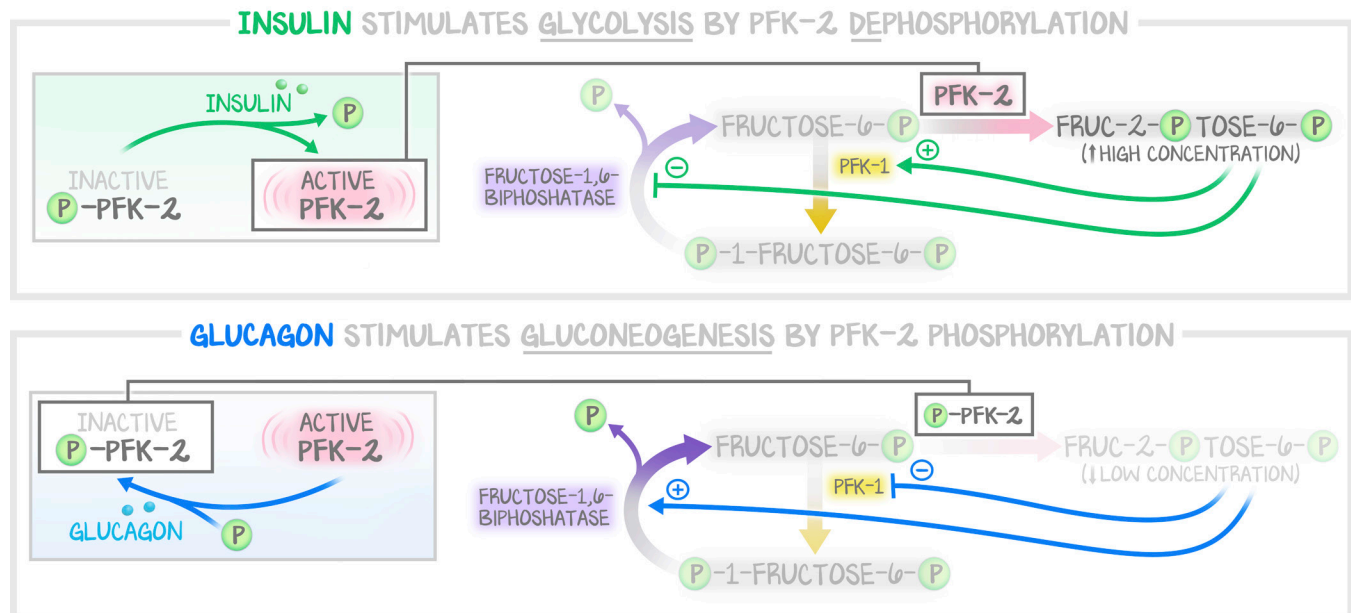 INSULIN STIMULATES GLYCOLYSIS BY PFK-2 DEPHOSPHORYLATION
INSULIN
P
INACTIVE
P-PFK-2
ACTIVE
PFK-2
P
FRUCTOSE-1,6-
BIPHOSHATASE
FRUCTOSE-6-P
PFK-2
FRUC-2-P TOSE-6-P
(↑HIGH CONCENTRATION)
PFK-1
+
−
P-1-FRUCTOSE-6-P
GLUCAGON STIMULATES GLUCONEOGENESIS BY PFK-2 PHOSPHORYLATION
INACTIVE
P-PFK-2
ACTIVE
PFK-2
GLUCAGON
P
P
FRUCTOSE-1,6-
BIPHOSHATASE
FRUCTOSE-6-P
P-PFK-2
FRUC-2-P TOSE-6-P
(↓LOW CONCENTRATION)
PFK-1
−
+
P-1-FRUCTOSE-6-P